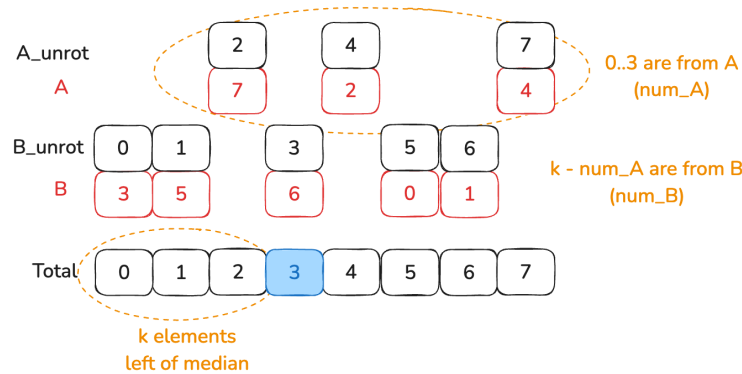 A_unrot 2 4 7
A 7 2 4
0..3 are from A
(num_A)
B_unrot 0 1 3 5 6
B 3 5 6 0 1
k - num_A are from B
(num_B)
Total 0 1 2 3 4 5 6 7
k elements
left of median